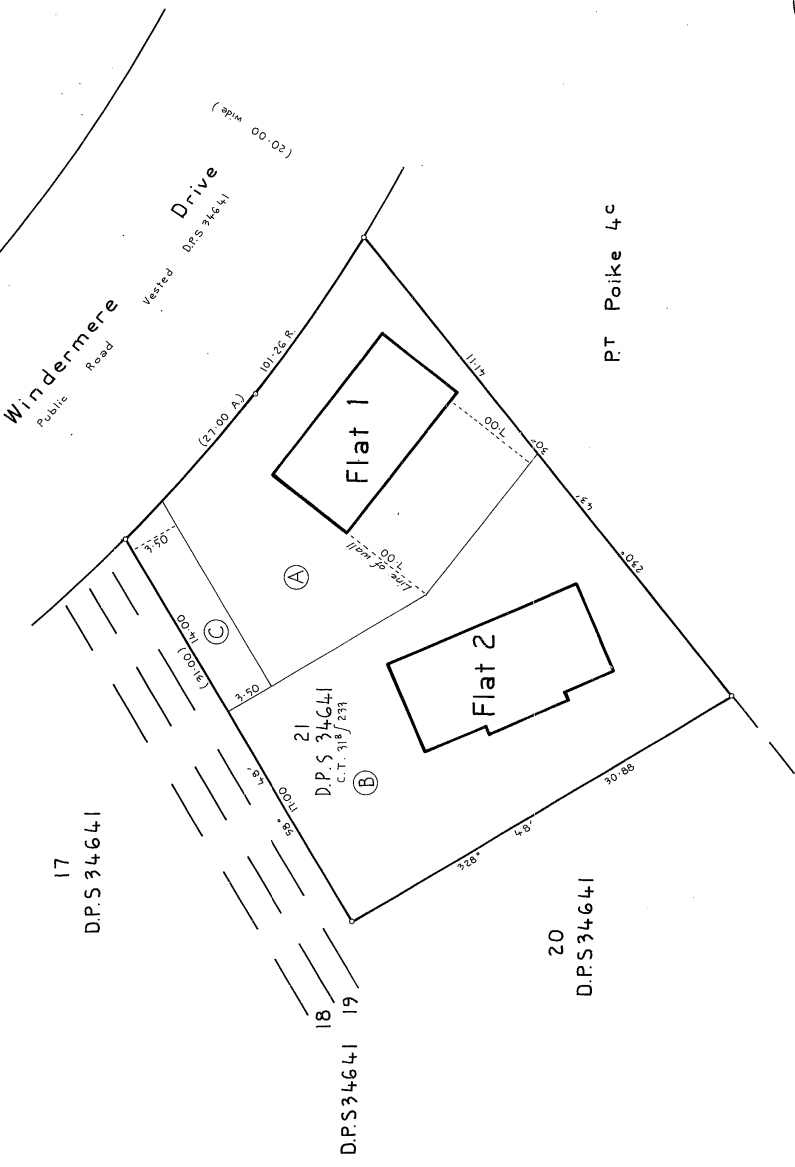 Windermere Drive
Public Road
Vested D.P.S 34641
(20·00 wide)
(27·00 A.)
101·26 R.
PT Poike 4C
Flat 1
41·11
7·00
30"
43'
230°
7·00
Line of wall
A
3·50
C
(31·00) 14·00
3·50
Flat 2
21
D.P.S 34641
C.T. 31B/233
B
48'
58° 17·00
30·88
48'
328°
17
D.P.S 34641
20
D.P.S 34641
18
19
D.P.S 34641